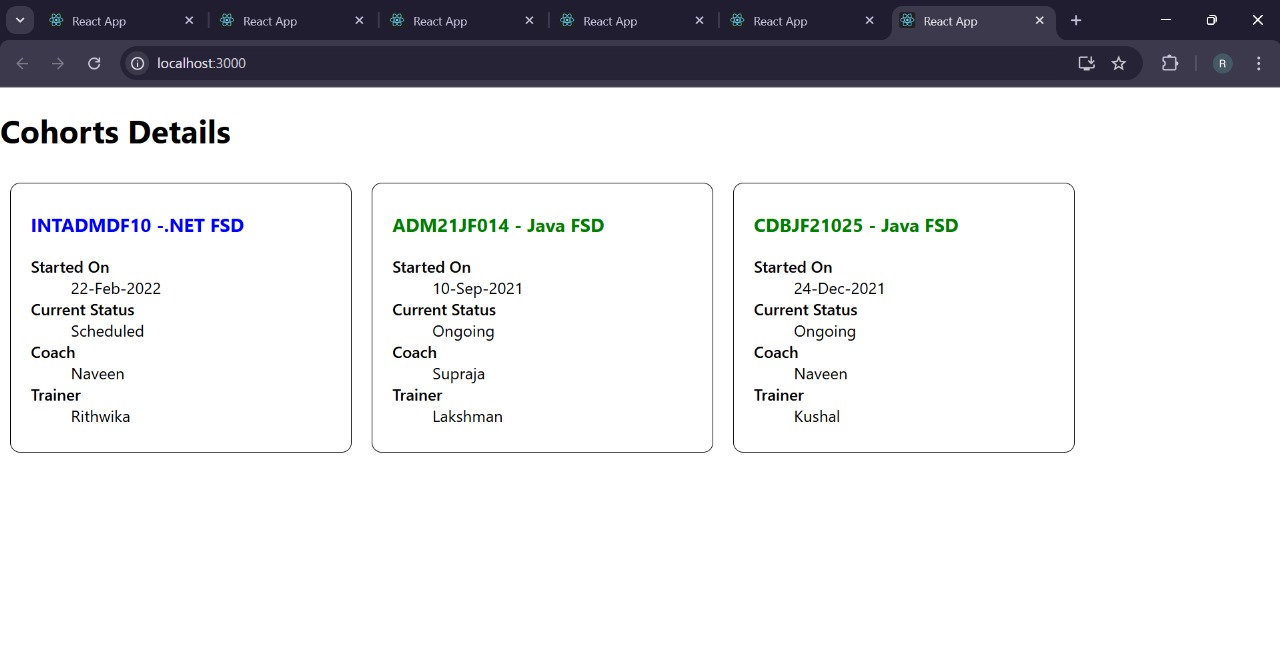 React App
React App
React App
React App
React App
React App
localhost:3000
R
Cohorts Details
INTADMDF10 -.NET FSD
Started On
22-Feb-2022
Current Status
Scheduled
Coach
Naveen
Trainer
Rithwika
ADM21JF014 - Java FSD
Started On
10-Sep-2021
Current Status
Ongoing
Coach
Supraja
Trainer
Lakshman
CDBJF21025 - Java FSD
Started On
24-Dec-2021
Current Status
Ongoing
Coach
Naveen
Trainer
Kushal